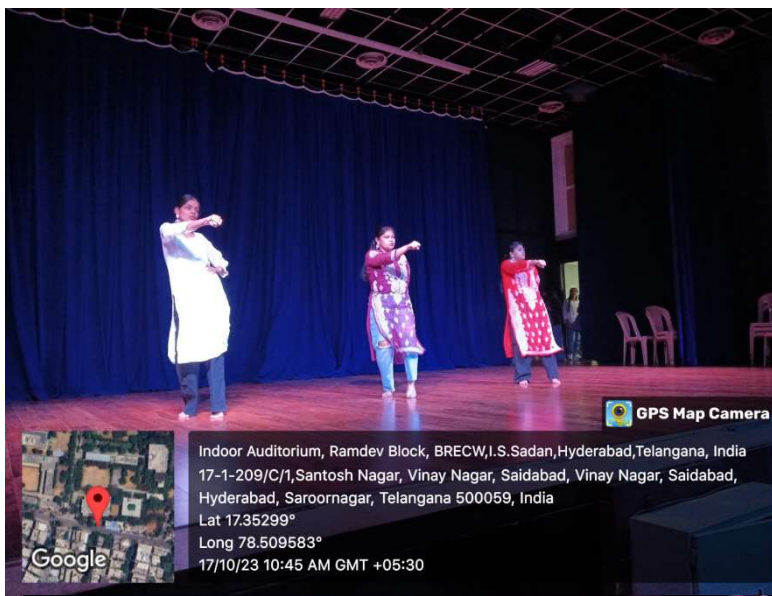 GPS Map Camera
Indoor Auditorium, Ramdev Block, BRECW,I.S.Sadan,Hyderabad,Telangana, India
17-1-209/C/1,Santosh Nagar, Vinay Nagar, Saidabad, Vinay Nagar, Saidabad,
Hyderabad, Saroornagar, Telangana 500059, India
Lat 17.35299°
Long 78.509583°
17/10/23 10:45 AM GMT +05:30
Google